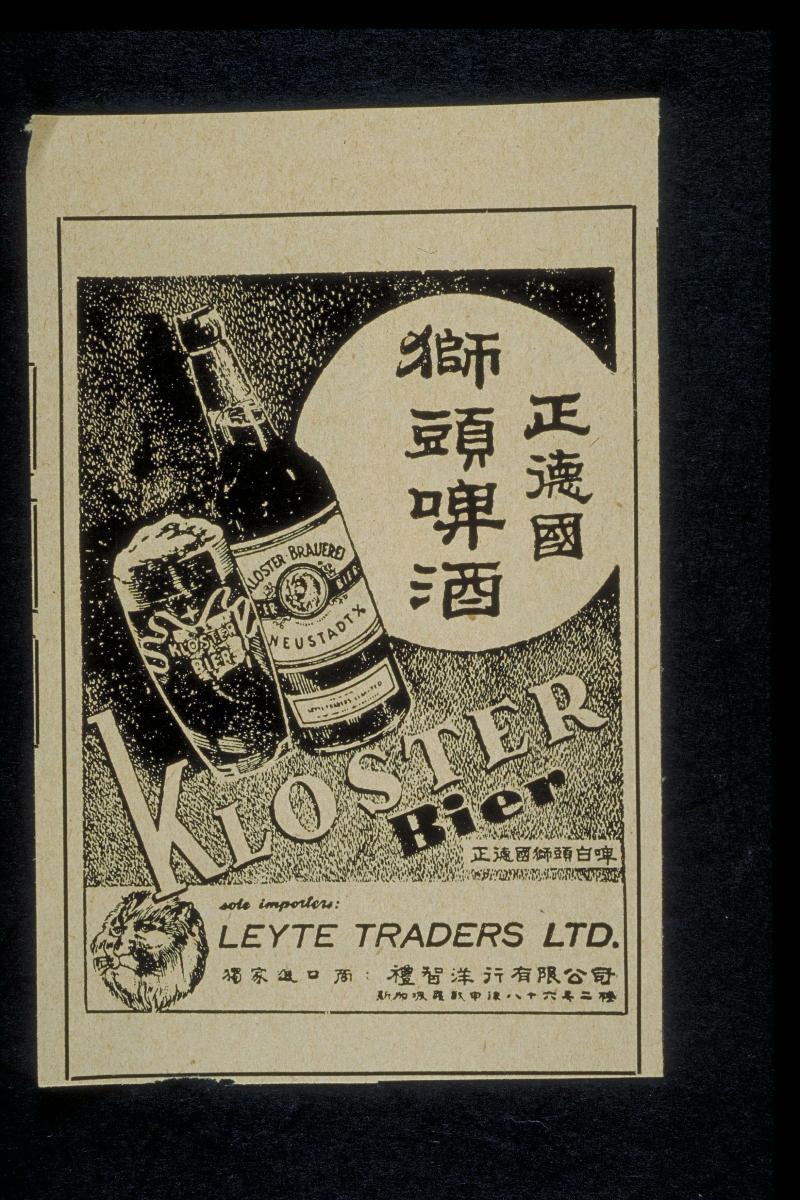 正德國
獅頭啤酒
KLOSTER-BRAUEREI
BIER
NEUSTADT
KLOSTER
BIER
KLOSTER
Bier
正德國獅頭白啤
sole importers:
LEYTE TRADERS LTD.
獨家進口商：禮智洋行有限公司
新加坡羅敏申律八十六号二樓